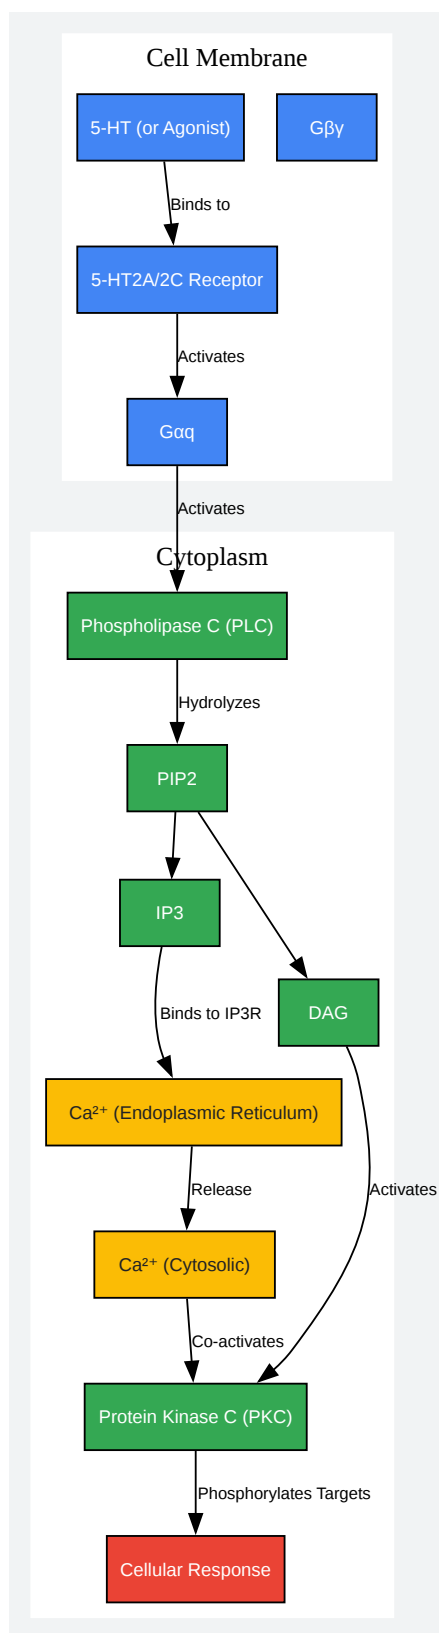 Cell Membrane
5-HT (or Agonist)
Gβγ
Binds to
5-HT2A/2C Receptor
Activates
Gαq
Activates
Cytoplasm
Phospholipase C (PLC)
Hydrolyzes
PIP2
IP3
DAG
Binds to IP3R
Ca²⁺ (Endoplasmic Reticulum)
Release
Activates
Ca²⁺ (Cytosolic)
Co-activates
Protein Kinase C (PKC)
Phosphorylates Targets
Cellular Response